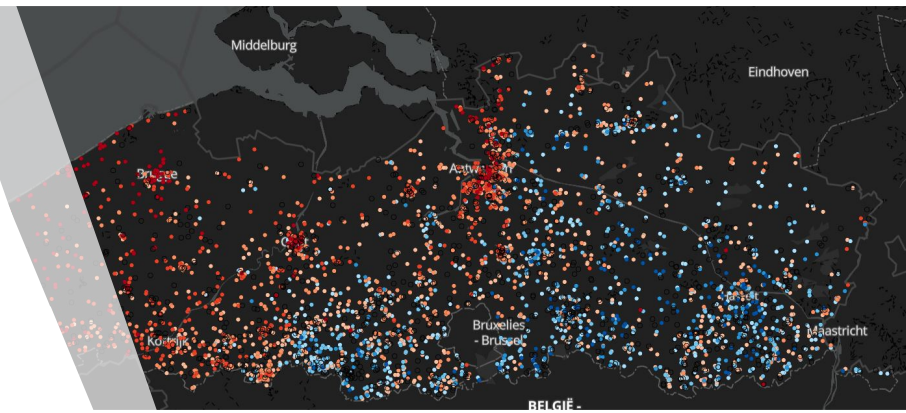 Middelburg
Eindhoven
Brugge
Antwerpen
Kortrijk
Bruxelles
- Brussel
Maastricht
BELGIË -